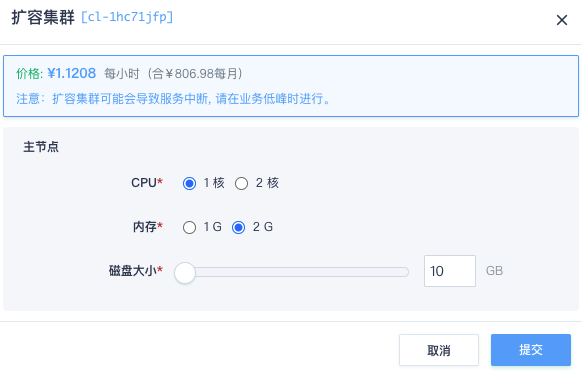 扩容集群 [cl-1hc71jfp]
价格: ¥1.1208 每小时（合¥806.98每月）
注意：扩容集群可能会导致服务中断, 请在业务低峰时进行。
主节点
CPU* 1 核 2 核
内存* 1 G 2 G
磁盘大小* 10 GB
取消 提交